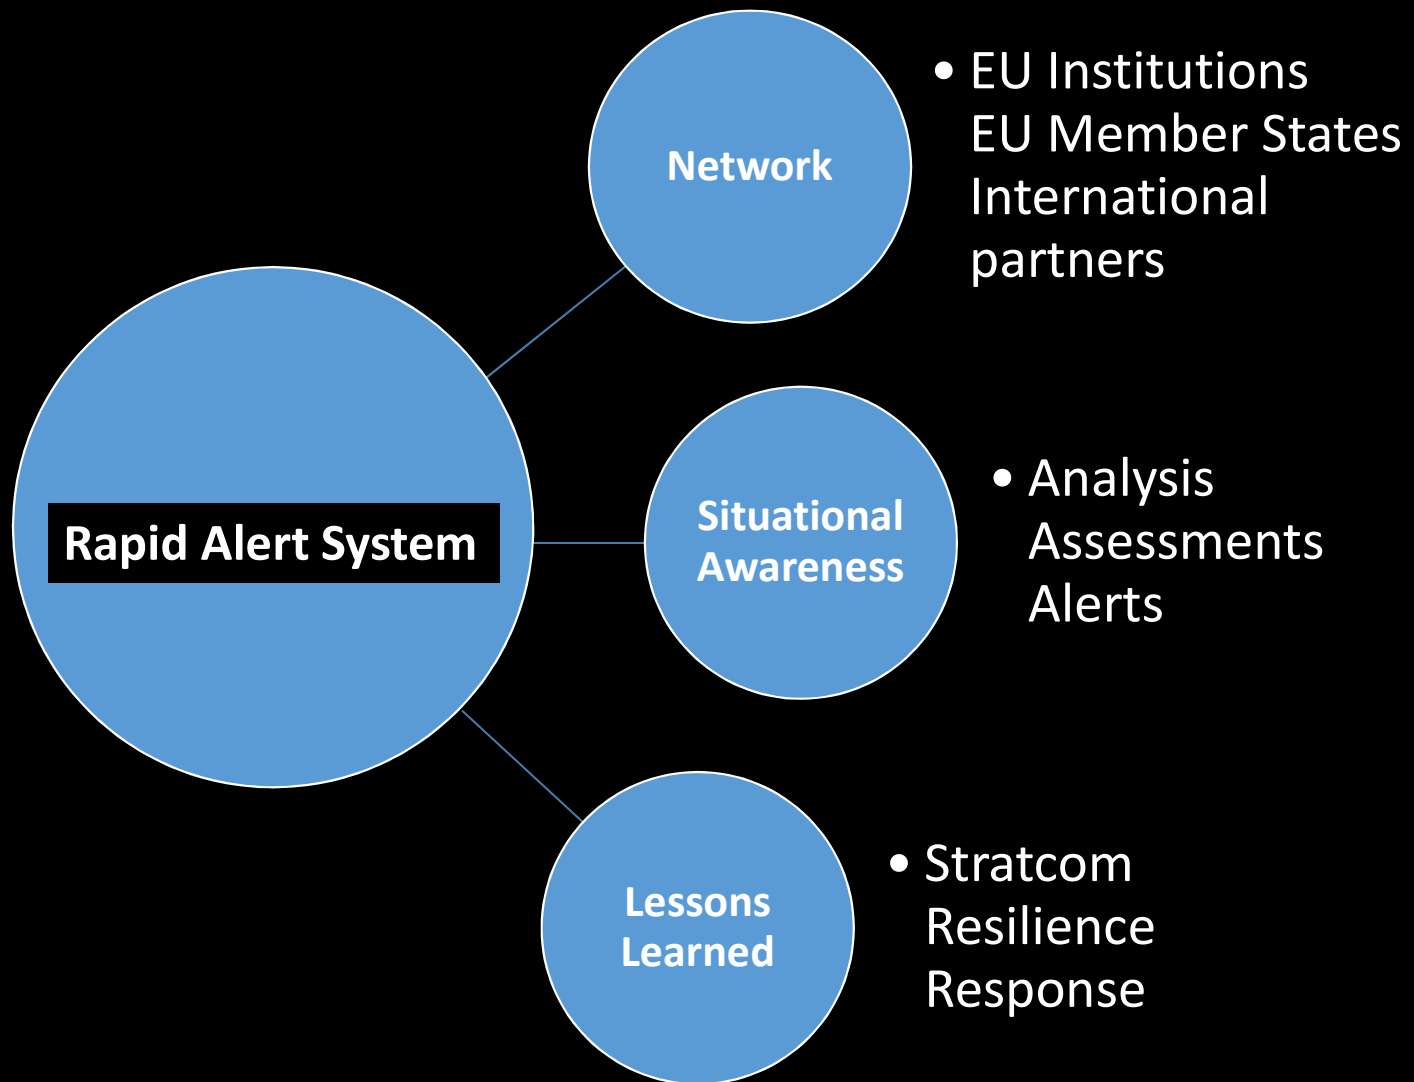 Network
• EU Institutions
EU Member States
International
partners
Rapid Alert System
Situational
Awareness
• Analysis
Assessments
Alerts
Lessons
Learned
• Stratcom
Resilience
Response